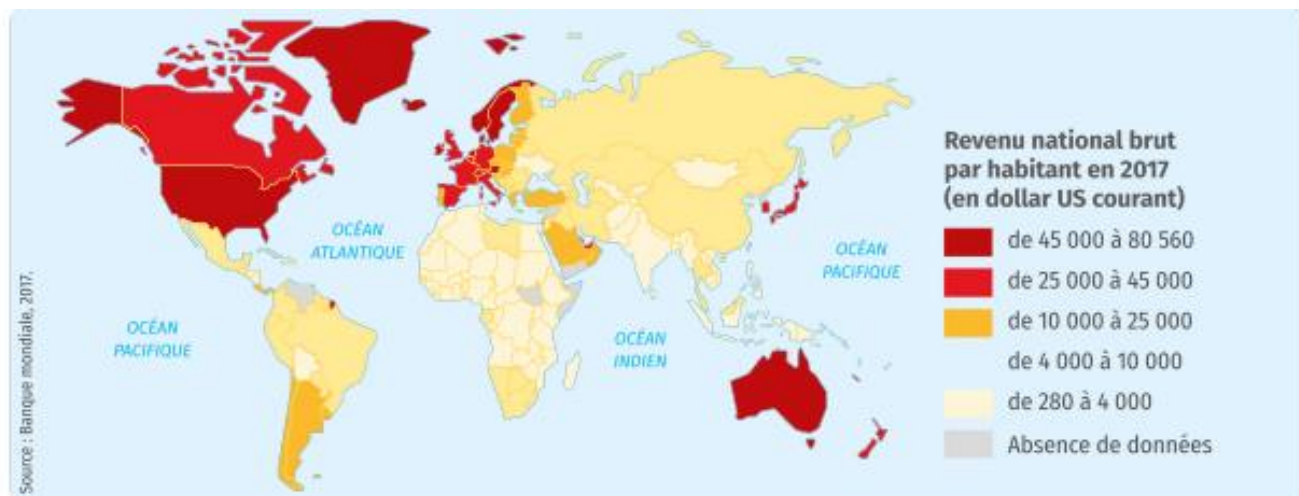 Revenu national brut
par habitant en 2017
(en dollar US courant)
de 45 000 à 80 560
de 25 000 à 45 000
de 10 000 à 25 000
de 4 000 à 10 000
de 280 à 4 000
Absence de données
OCÉAN
ATLANTIQUE
OCÉAN
PACIFIQUE
OCÉAN
PACIFIQUE
OCÉAN
INDIEN
Source : Banque mondiale, 2017.